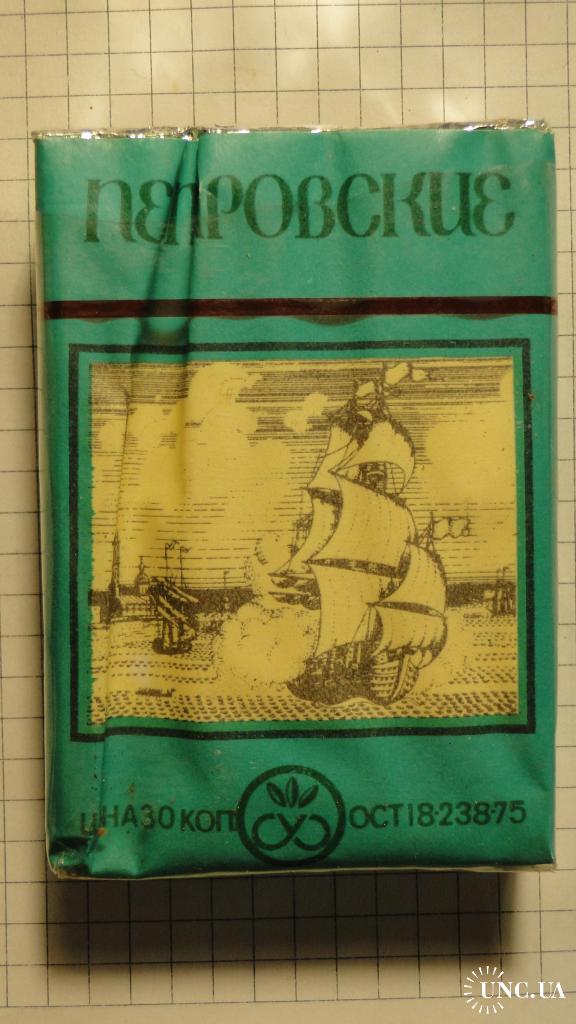 ПЕТРОВСКИЕ
ЦЕНА 30 КОП ОСТ 18-238-75
UNC.UA